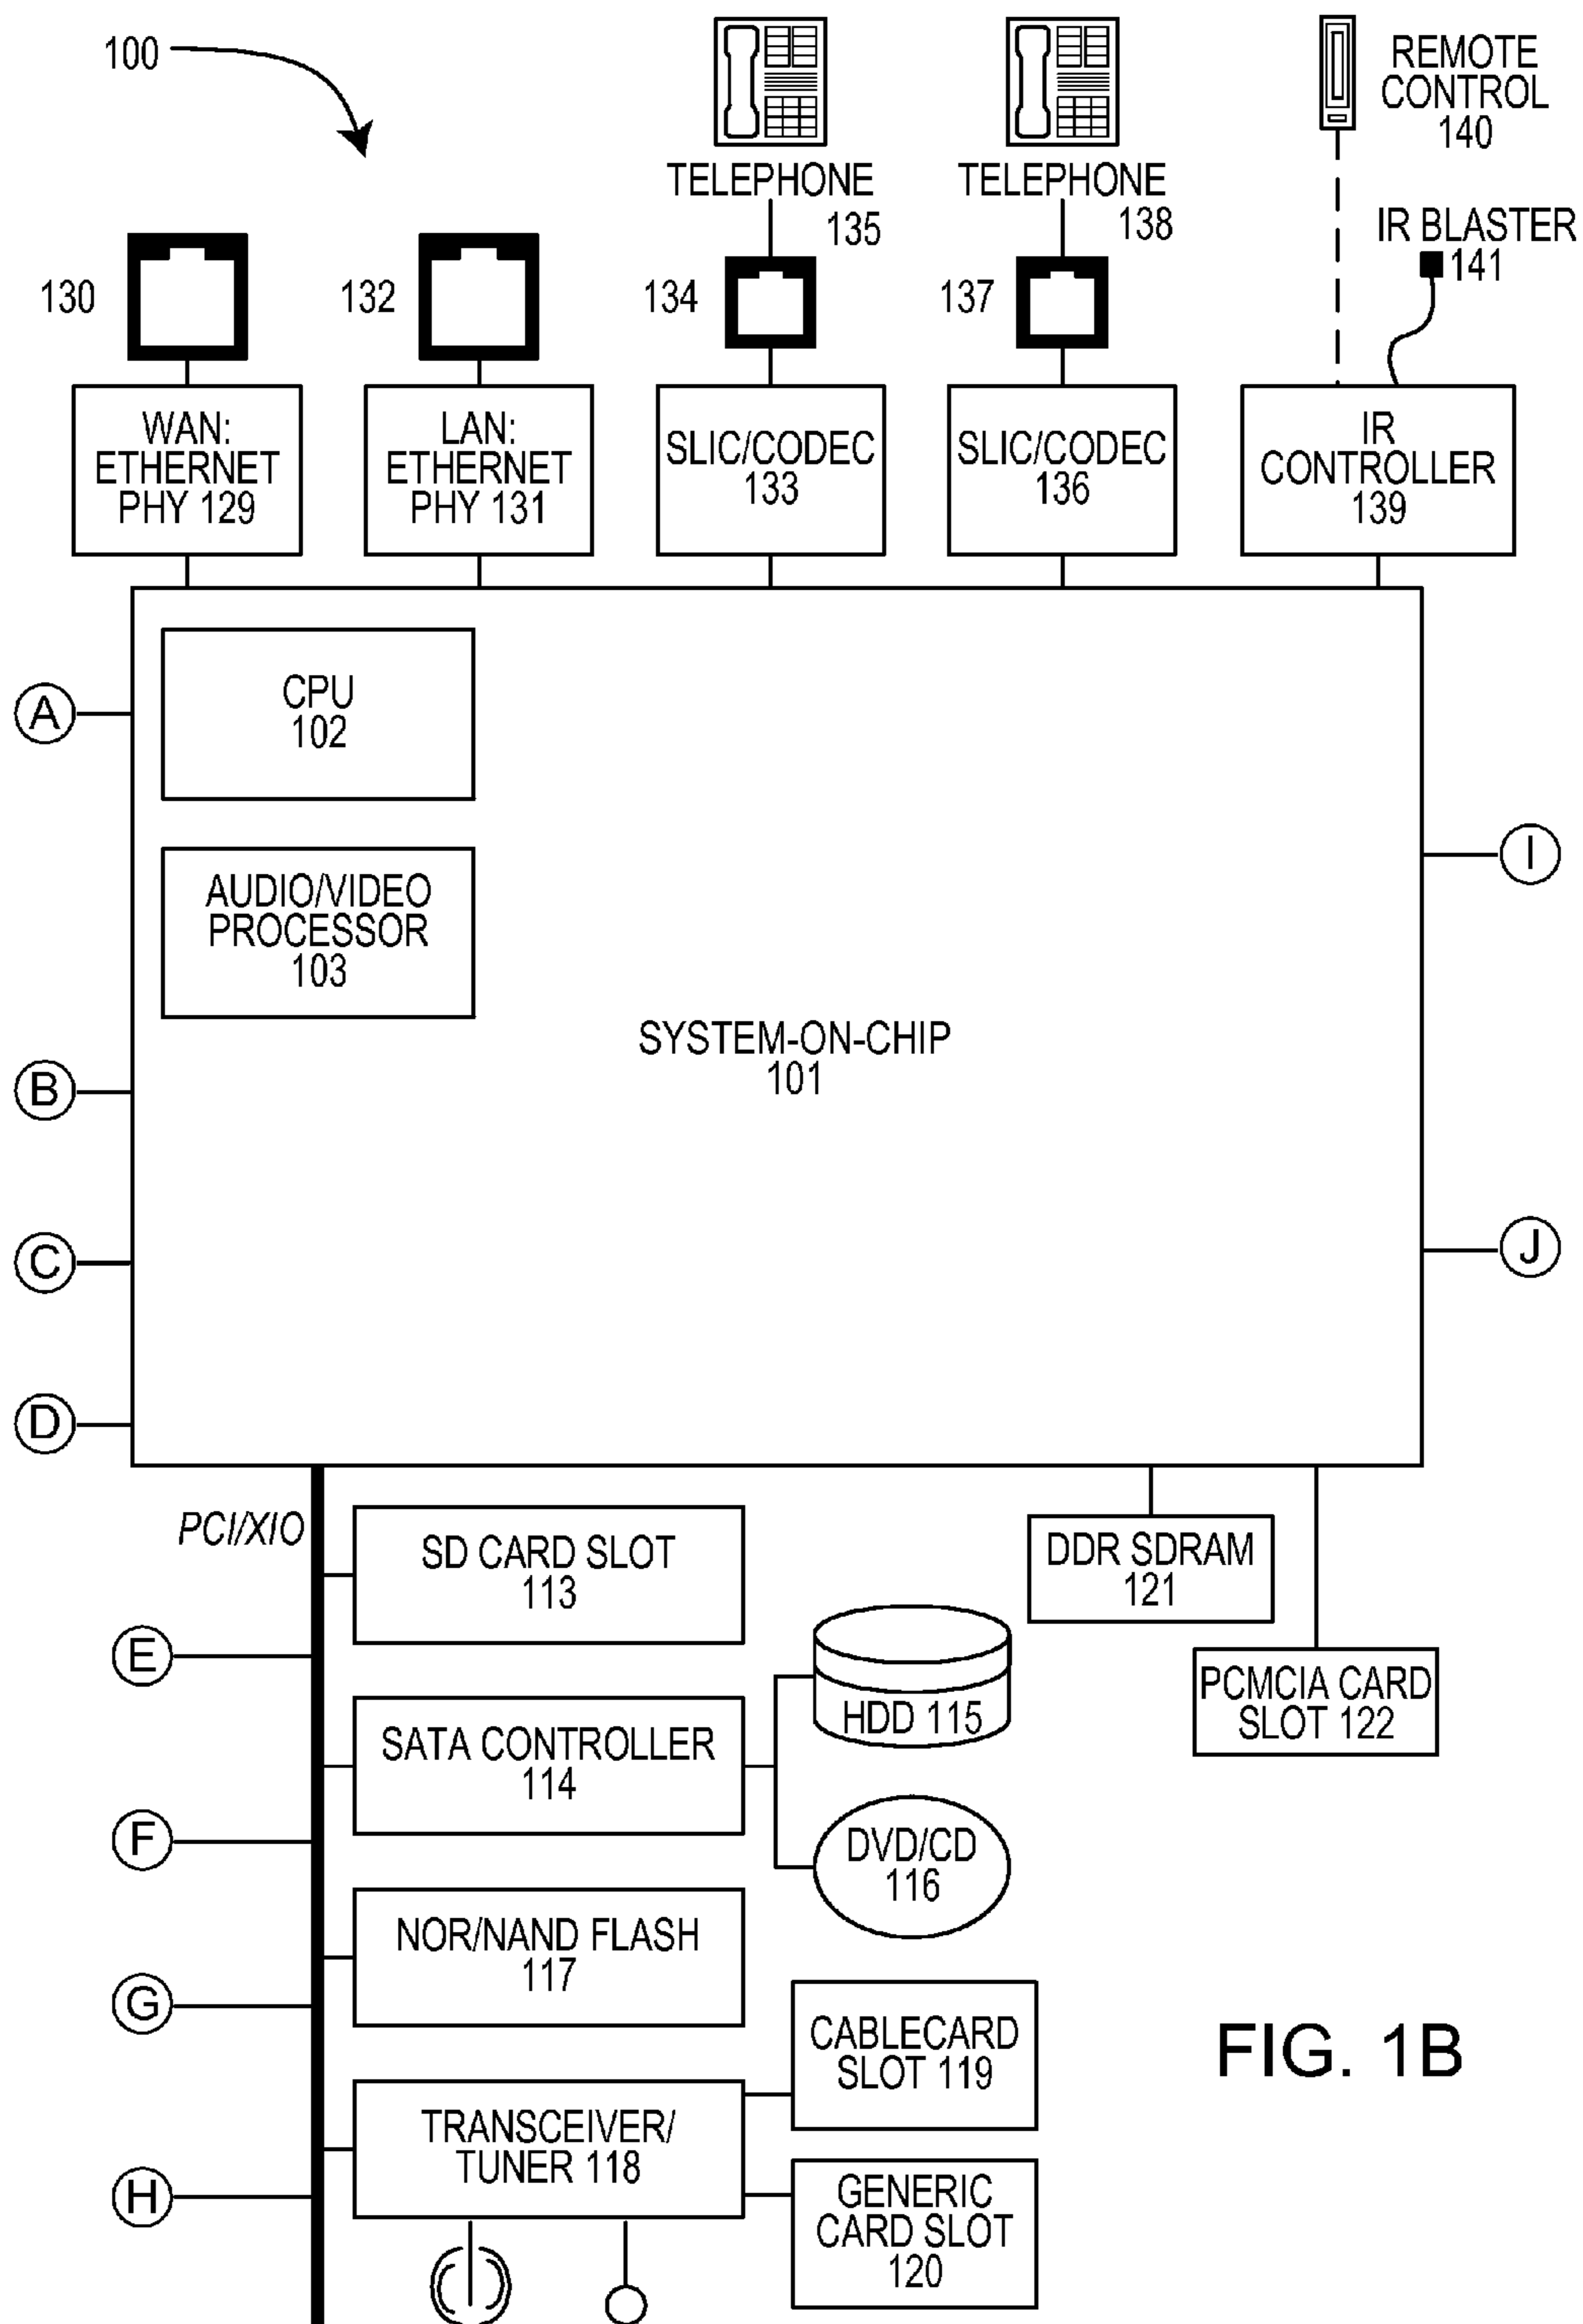 100
REMOTE
CONTROL
140
TELEPHONE
135
TELEPHONE
138
IR BLASTER
141
130
132
134
137
WAN:
ETHERNET
PHY 129
LAN:
ETHERNET
PHY 131
SLIC/CODEC
133
SLIC/CODEC
136
IR
CONTROLLER
139
CPU
102
A
AUDIO/VIDEO
PROCESSOR
103
I
SYSTEM-ON-CHIP
101
B
C
J
D
PCI/XIO
SD CARD SLOT
113
DDR SDRAM
121
E
PCMCIA CARD
SLOT 122
SATA CONTROLLER
114
HDD 115
F
DVD/CD
116
NOR/NAND FLASH
117
G
CABLECARD
SLOT 119
FIG. 1B
TRANSCEIVER/
TUNER 118
H
GENERIC
CARD SLOT
120